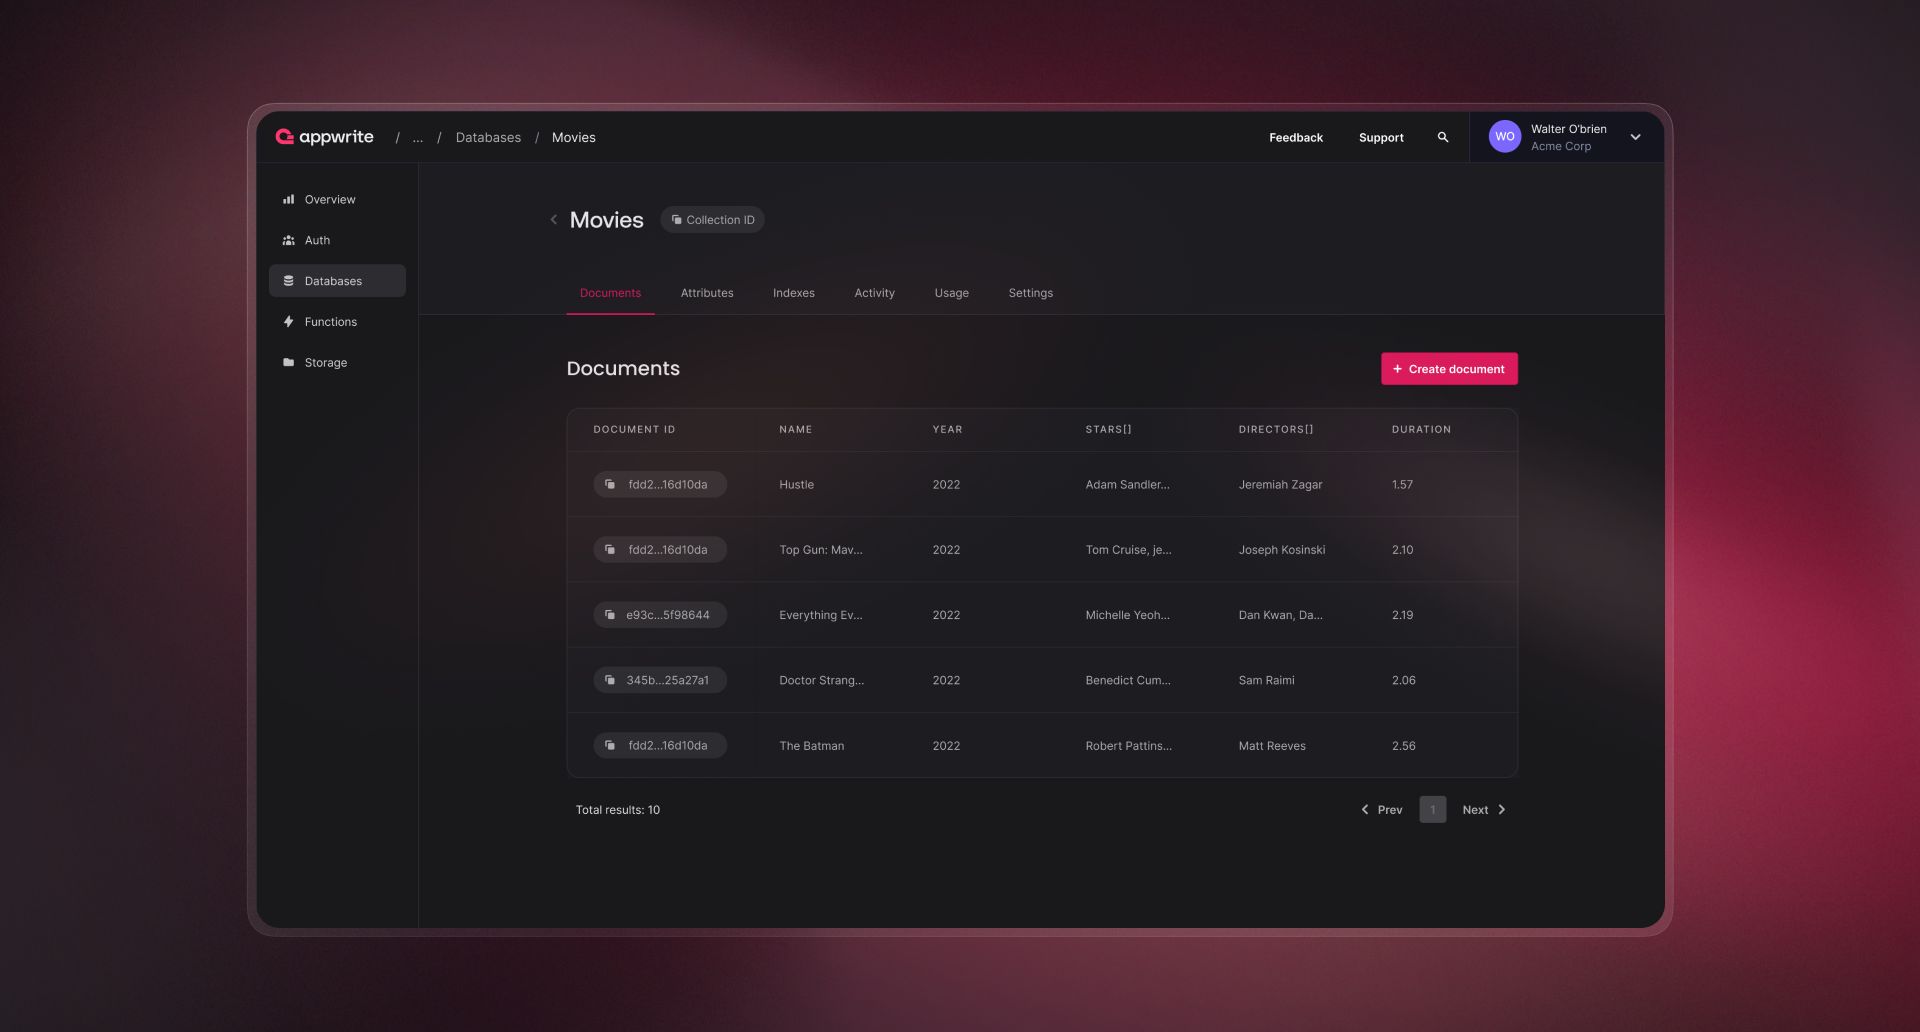 appwrite / ... / Databases / Movies
Feedback Support
WO Walter O'brien
Acme Corp
Overview
Auth
Databases
Functions
Storage
Movies Collection ID
Documents Attributes Indexes Activity Usage Settings
Documents + Create document
DOCUMENT ID NAME YEAR STARS[] DIRECTORS[] DURATION
fdd2...16d10da Hustle 2022 Adam Sandler... Jeremiah Zagar 1.57
fdd2...16d10da Top Gun: Mav... 2022 Tom Cruise, je... Joseph Kosinski 2.10
e93c...5f98644 Everything Ev... 2022 Michelle Yeoh... Dan Kwan, Da... 2.19
345b...25a27a1 Doctor Strang... 2022 Benedict Cum... Sam Raimi 2.06
fdd2...16d10da The Batman 2022 Robert Pattins... Matt Reeves 2.56
Total results: 10 Prev 1 Next